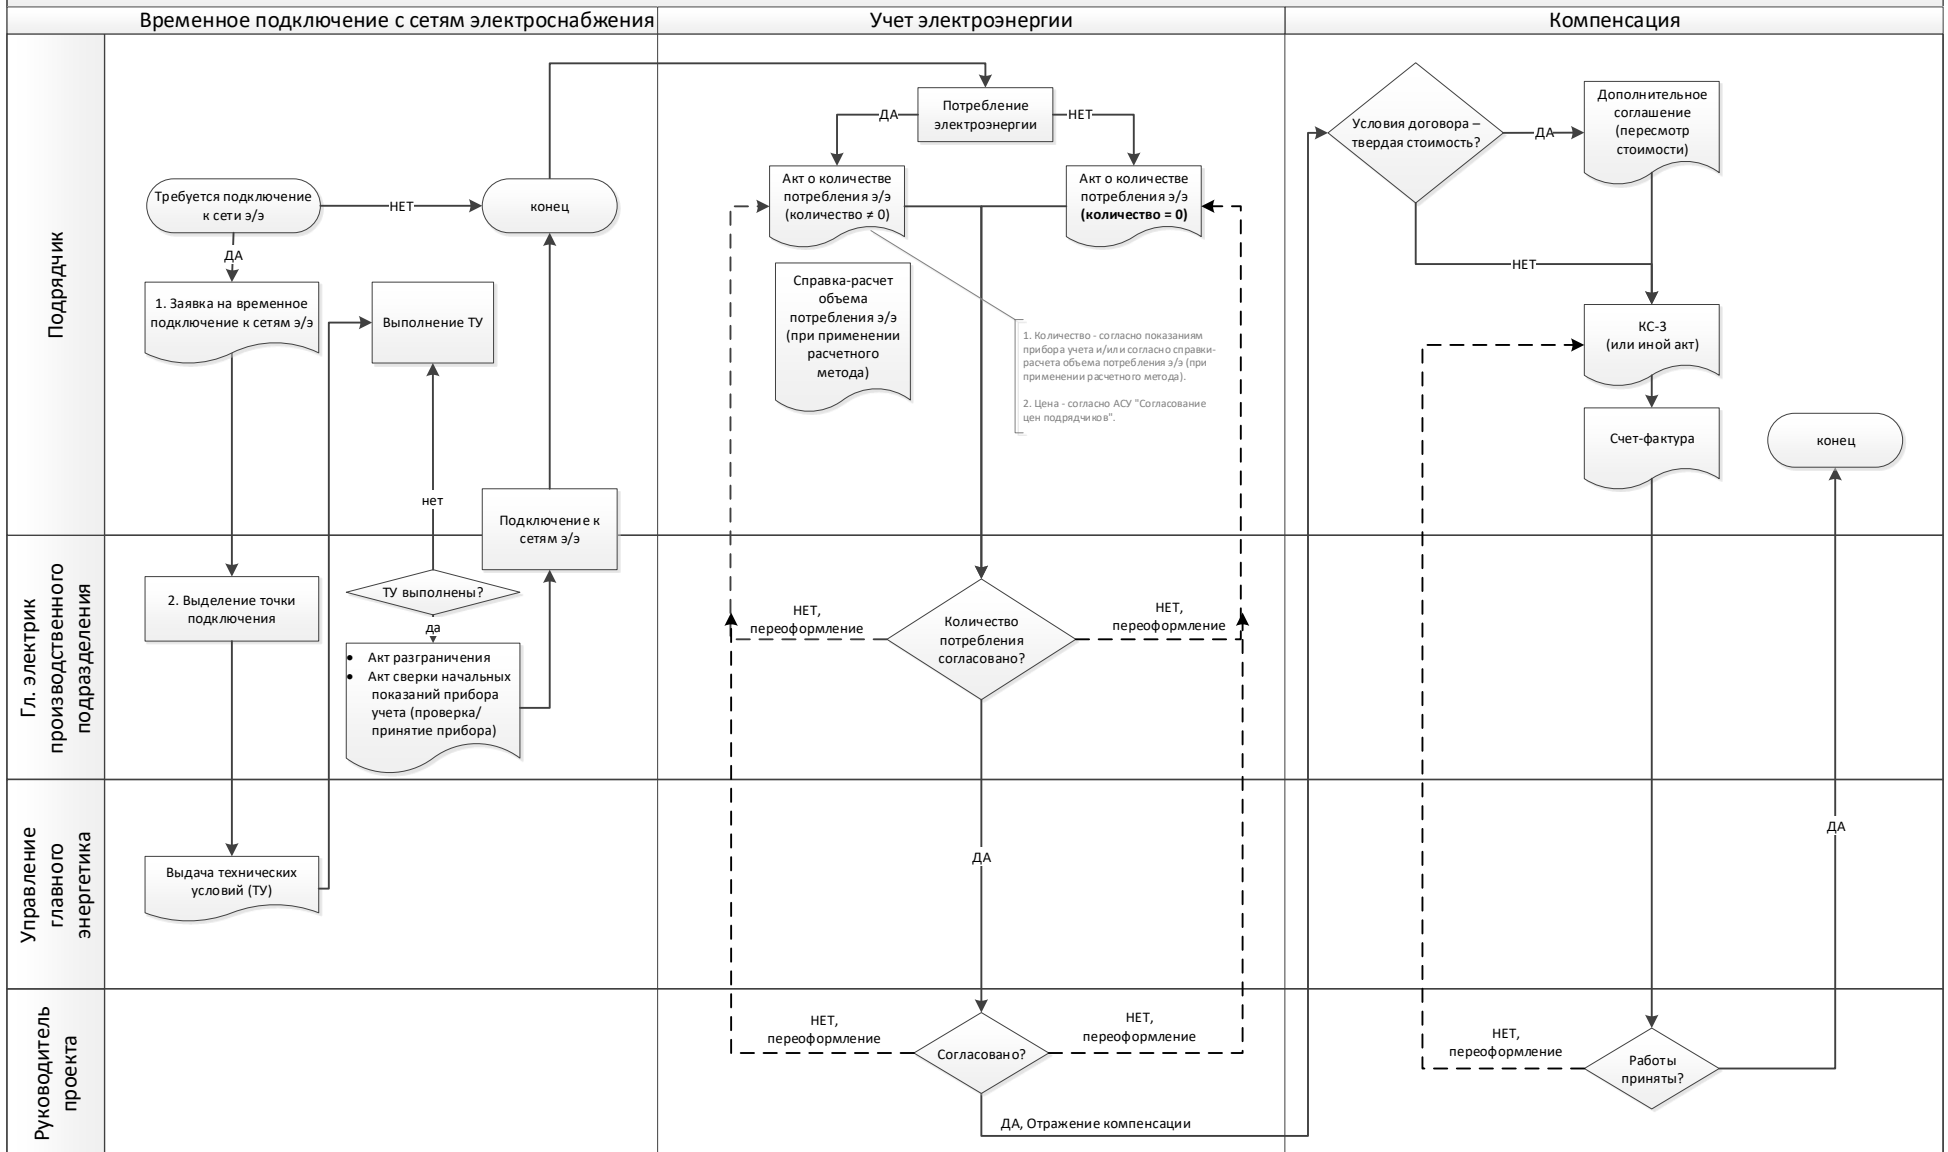 Временное подключение с сетям электроснабжения
Учет электроэнергии
Компенсация
Подрядчик
Требуется подключение
к сети э/э
НЕТ
конец
ДА
1. Заявка на временное
подключение к сетям э/э
Выполнение ТУ
нет
Подключение к
сетям э/э
Потребление
электроэнергии
ДА
НЕТ
Акт о количестве
потребления э/э
(количество ≠ 0)
Акт о количестве
потребления э/э
(количество = 0)
Справка-расчет
объема
потребления э/э
(при применении
расчетного
метода)
1. Количество - согласно показаниям
прибора учета и/или согласно справки-
расчета объема потребления э/э (при
применении расчетного метода).
2. Цена - согласно АСУ "Согласование
цен подрядчиков".
Условия договора –
твердая стоимость?
ДА
Дополнительное
соглашение
(пересмотр
стоимости)
НЕТ
КС-3
(или иной акт)
Счет-фактура
конец
Гл. электрик
производственного
подразделения
2. Выделение точки
подключения
ТУ выполнены?
да
• Акт разграничения
• Акт сверки начальных
показаний прибора
учета (проверка/
принятие прибора)
НЕТ,
переоформление
Количество
потребления
согласовано?
НЕТ,
переоформление
Управление
главного
энергетика
Выдача технических
условий (ТУ)
ДА
ДА
Руководитель
проекта
НЕТ,
переоформление
Согласовано?
НЕТ,
переоформление
ДА, Отражение компенсации
НЕТ,
переоформление
Работы
приняты?